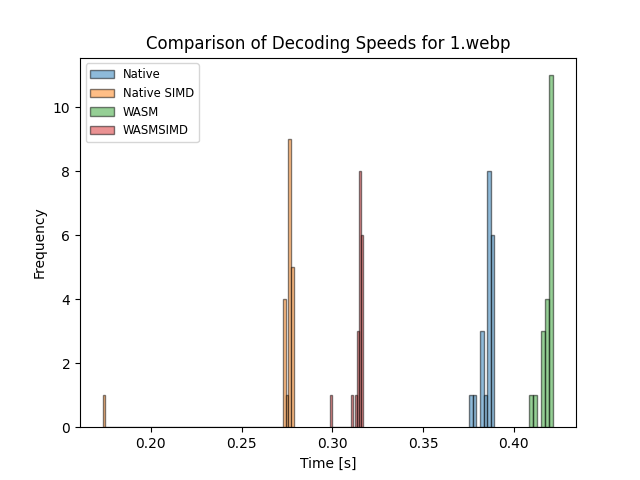 Comparison of Decoding Speeds for 1.webp
Native
Native SIMD
WASM
WASMSIMD
10
8
6
4
2
0
Frequency
0.20 0.25 0.30 0.35 0.40
Time [s]